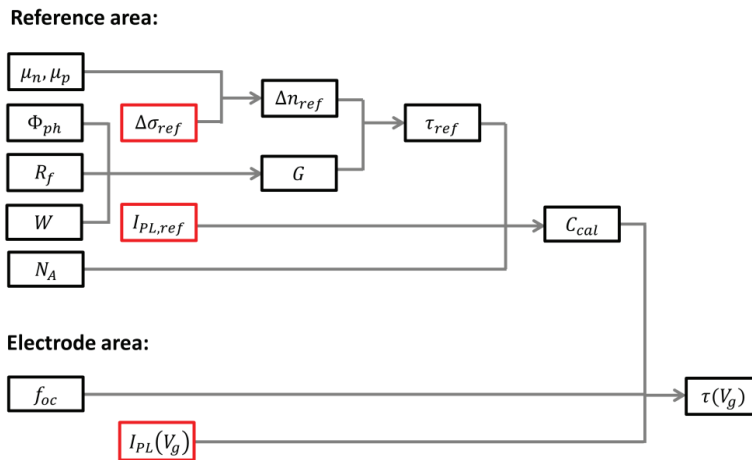 Reference area:
μn, μp
Φph
Δσref
Δnref
τref
Rf
G
W
IPL,ref
Ccal
NA
Electrode area:
foc
τ(Vg)
IPL(Vg)